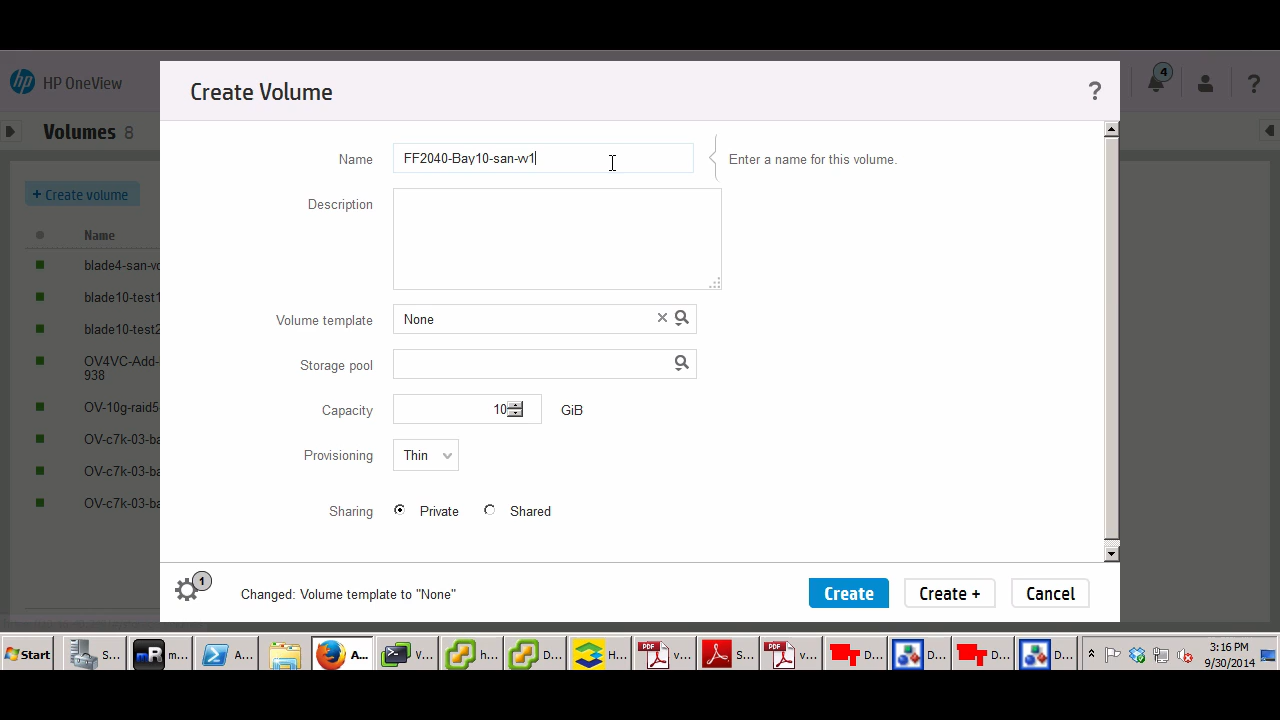 hp HP OneView
Create Volume
?
4
?
Volumes 8
Name FF2040-Bay10-san-w1 Enter a name for this volume.
+ Create volume
Description
Name
blade4-san-vo
blade10-test1
blade10-test2
Volume template None
OV4VC-Add-
938
Storage pool
OV-10g-raid5-
Capacity 10 GiB
OV-c7k-03-ba
Provisioning Thin
OV-c7k-03-ba
OV-c7k-03-ba
Sharing Private Shared
1
Changed: Volume template to "None"
Create Create + Cancel
Start S... m... A... A... V... h... D... H... v... S... v... D... D... D... D... 3:16 PM
9/30/2014